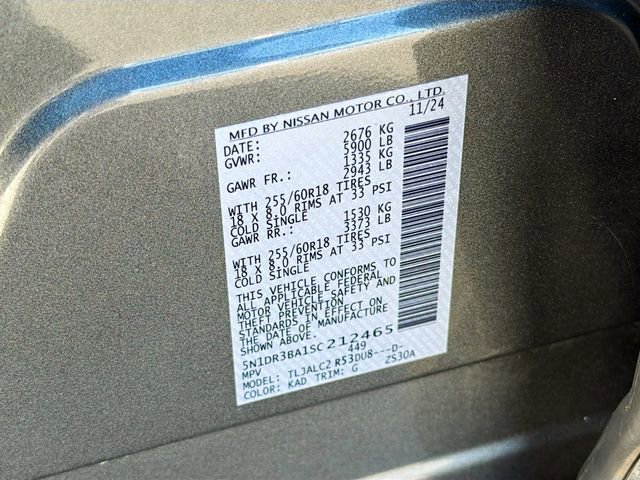 MFD BY NISSAN MOTOR CO., LTD.
DATE: 11/24
GVWR: 2676 KG
5900 LB
GAWR FR.: 1335 KG
2943 LB
WITH 255/60R18 TIRES
18 X 8.0 RIMS AT 33 PSI
COLD SINGLE
GAWR RR.: 1530 KG
3373 LB
WITH 255/60R18 TIRES
18 X 8.0 RIMS AT 33 PSI
COLD SINGLE
THIS VEHICLE CONFORMS TO
ALL APPLICABLE FEDERAL
MOTOR VEHICLE SAFETY AND
THEFT PREVENTION
STANDARDS IN EFFECT ON
THE DATE OF MANUFACTURE
SHOWN ABOVE.
5N1DR3BA1SC212465
MPV 449
MODEL: TLJALC2 RS3DU8---D-
COLOR: KAD TRIM: G ZS30A